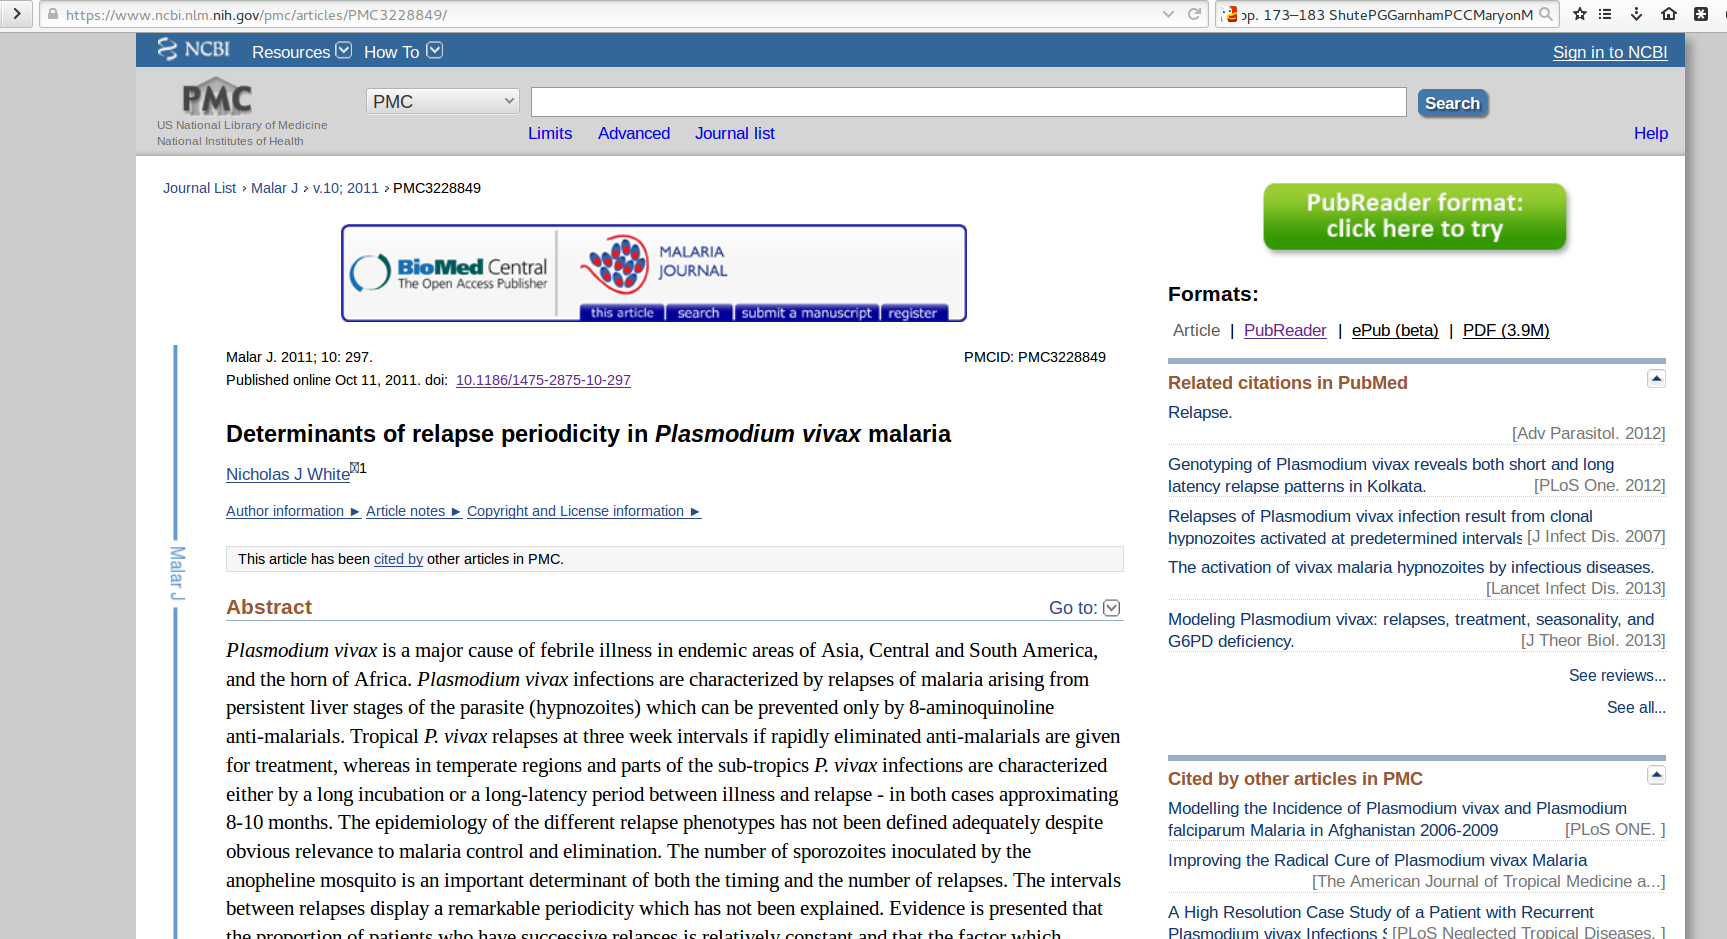 https://www.ncbi.nlm.nih.gov/pmc/articles/PMC3228849/
pp. 173–183 ShutePGGarnhamPCCMaryonM
NCBI Resources How To
Sign in to NCBI
PMC
US National Library of Medicine
National Institutes of Health
PMC
Search
Limits Advanced Journal list
Help
Journal List › Malar J › v.10; 2011 › PMC3228849
BioMed Central
The Open Access Publisher
MALARIA
JOURNAL
this article search submit a manuscript register
Malar J
Malar J. 2011; 10: 297.
PMCID: PMC3228849
Published online Oct 11, 2011. doi: 10.1186/1475-2875-10-297
Determinants of relapse periodicity in Plasmodium vivax malaria
Nicholas J White 1
Author information ► Article notes ► Copyright and License information ►
This article has been cited by other articles in PMC.
Abstract
Go to:
Plasmodium vivax is a major cause of febrile illness in endemic areas of Asia, Central and South America,
and the horn of Africa. Plasmodium vivax infections are characterized by relapses of malaria arising from
persistent liver stages of the parasite (hypnozoites) which can be prevented only by 8-aminoquinoline
anti-malarials. Tropical P. vivax relapses at three week intervals if rapidly eliminated anti-malarials are given
for treatment, whereas in temperate regions and parts of the sub-tropics P. vivax infections are characterized
either by a long incubation or a long-latency period between illness and relapse - in both cases approximating
8-10 months. The epidemiology of the different relapse phenotypes has not been defined adequately despite
obvious relevance to malaria control and elimination. The number of sporozoites inoculated by the
anopheline mosquito is an important determinant of both the timing and the number of relapses. The intervals
between relapses display a remarkable periodicity which has not been explained. Evidence is presented that
the proportion of patients who have successive relapses is relatively constant and that the factor which
PubReader format:
click here to try
Formats:
Article | PubReader | ePub (beta) | PDF (3.9M)
Related citations in PubMed
Relapse.
[Adv Parasitol. 2012]
Genotyping of Plasmodium vivax reveals both short and long
latency relapse patterns in Kolkata. [PLoS One. 2012]
Relapses of Plasmodium vivax infection result from clonal
hypnozoites activated at predetermined intervals [J Infect Dis. 2007]
The activation of vivax malaria hypnozoites by infectious diseases.
[Lancet Infect Dis. 2013]
Modeling Plasmodium vivax: relapses, treatment, seasonality, and
G6PD deficiency. [J Theor Biol. 2013]
See reviews...
See all...
Cited by other articles in PMC
Modelling the Incidence of Plasmodium vivax and Plasmodium
falciparum Malaria in Afghanistan 2006-2009 [PLoS ONE. ]
Improving the Radical Cure of Plasmodium vivax Malaria
[The American Journal of Tropical Medicine a...]
A High Resolution Case Study of a Patient with Recurrent
Plasmodium vivax Infections [PLoS Neglected Tropical Diseases. ]